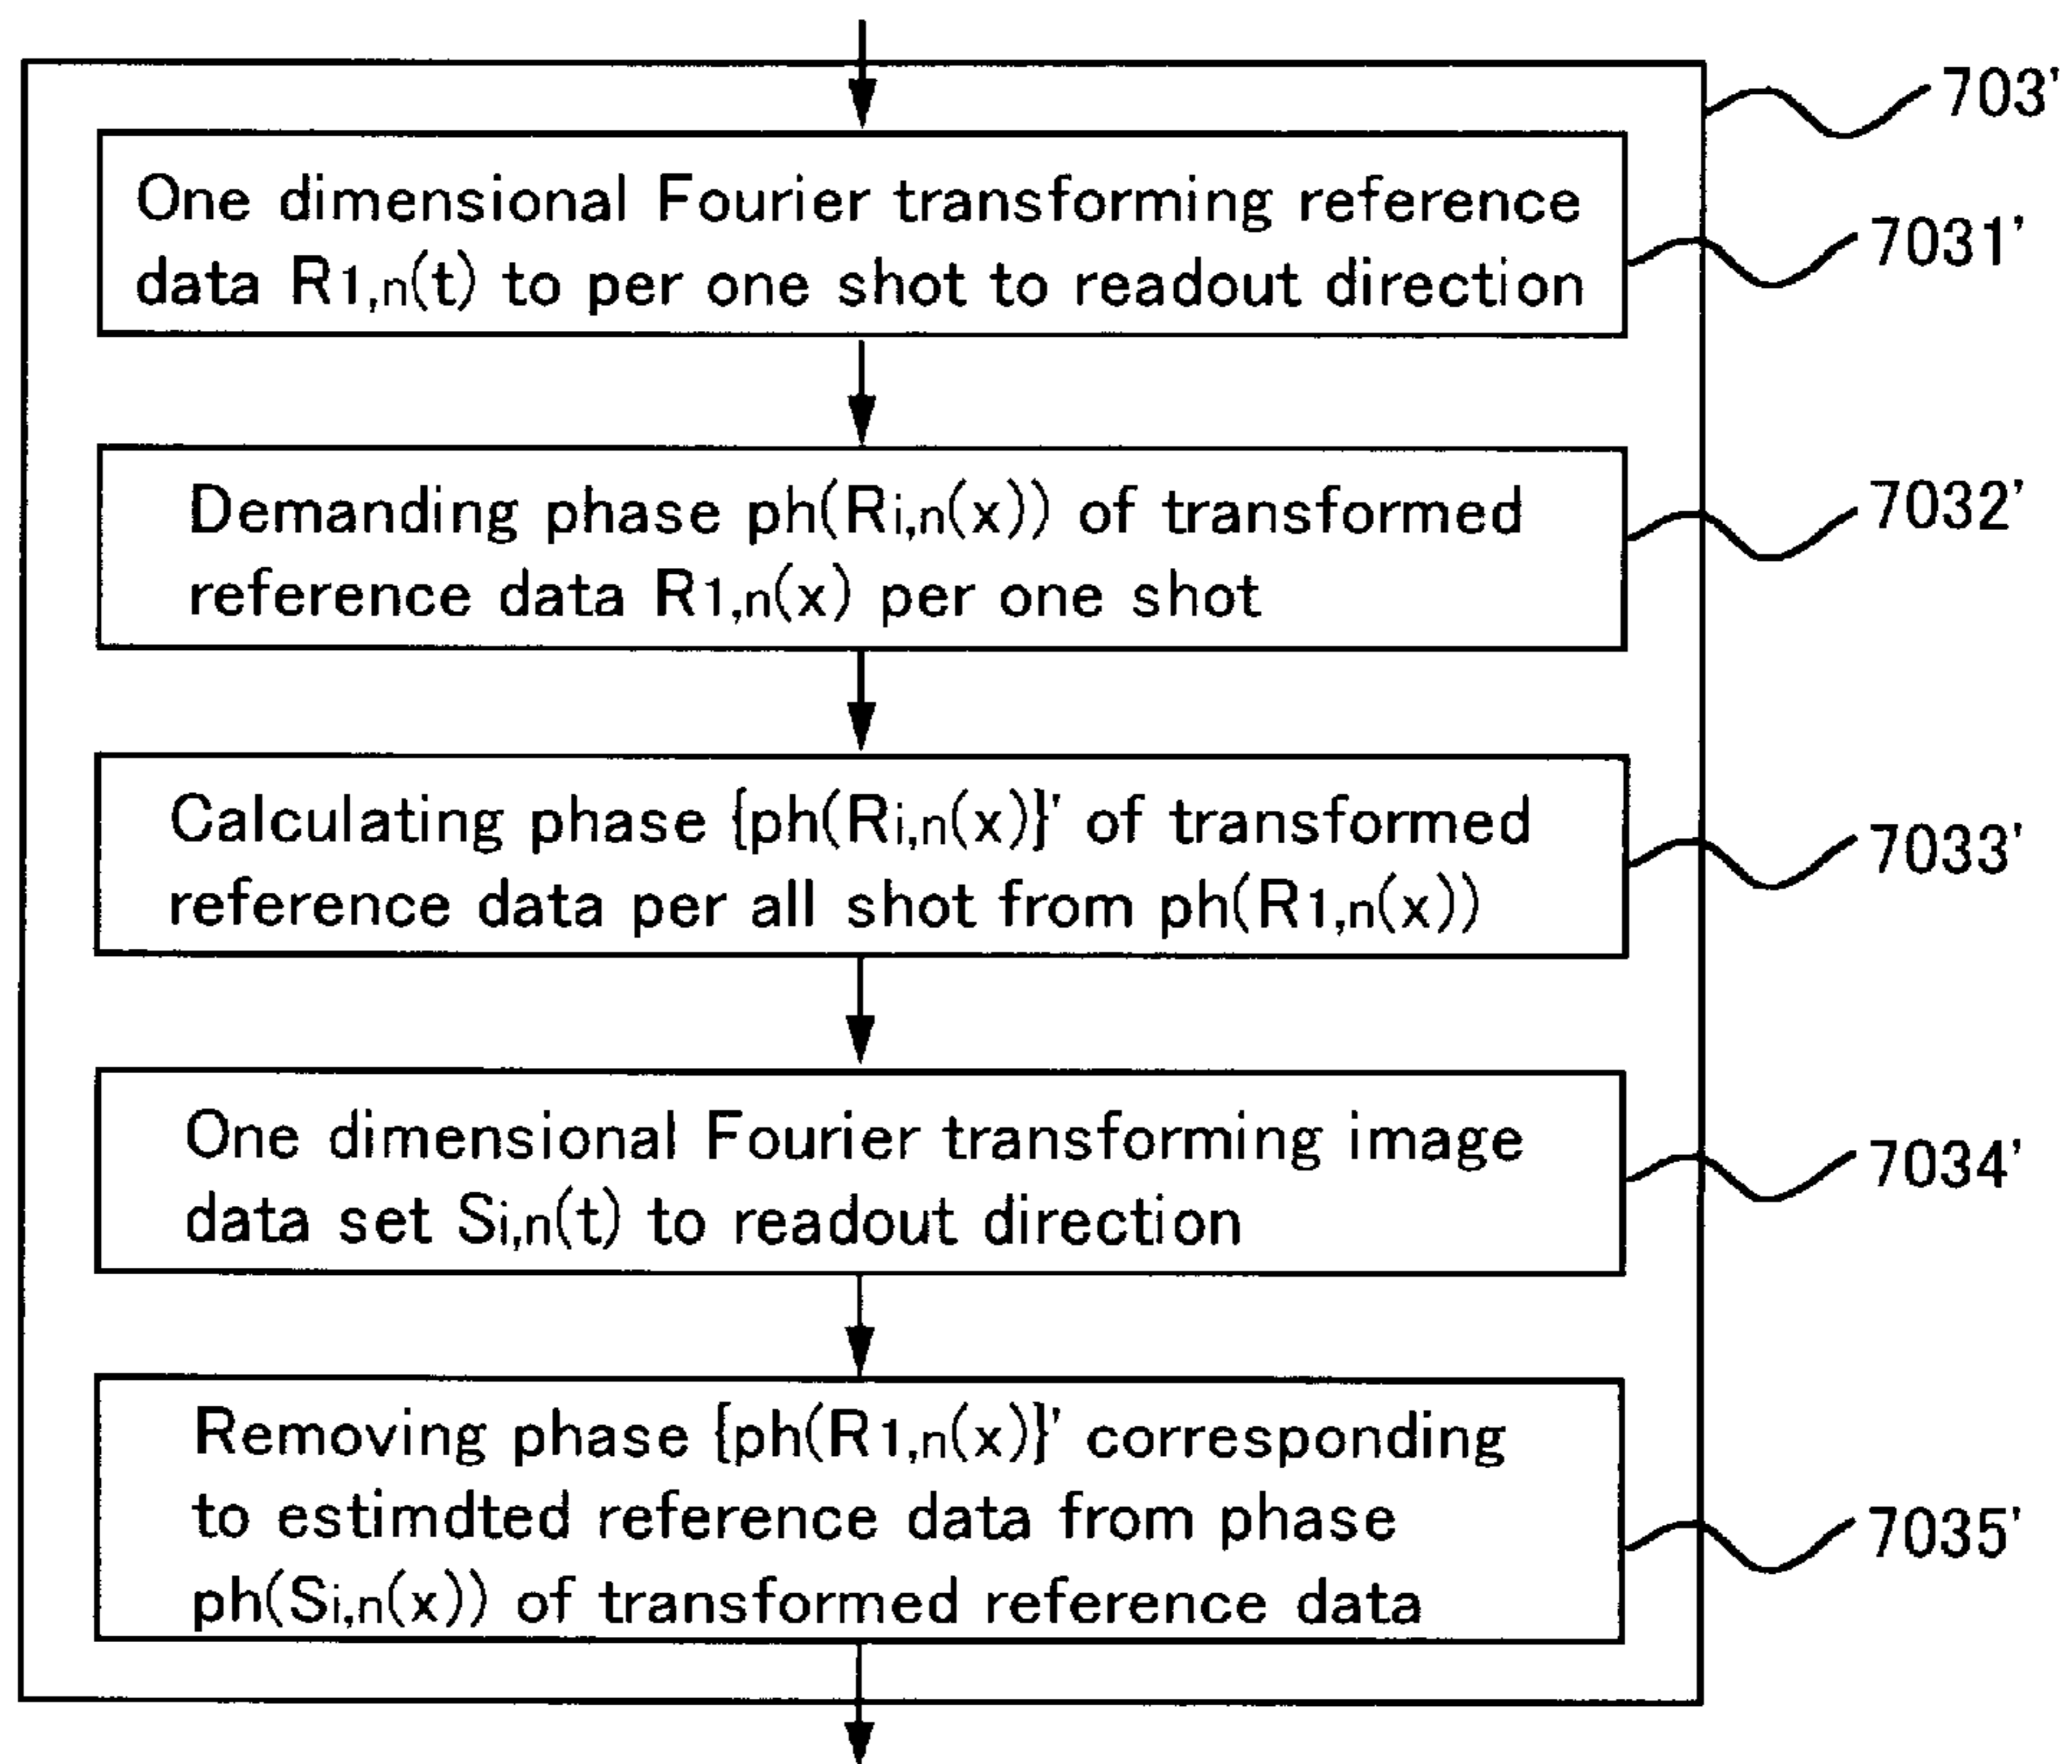 703'
One dimensional Fourier transforming reference
data R1,n(t) to per one shot to readout direction
7031'
Demanding phase ph(Ri,n(x)) of transformed
reference data R1,n(x) per one shot
7032'
Calculating phase {ph(Ri,n(x)}' of transformed
reference data per all shot from ph(R1,n(x))
7033'
One dimensional Fourier transforming image
data set Si,n(t) to readout direction
7034'
Removing phase {ph(R1,n(x)}' corresponding
to estimdted reference data from phase
ph(Si,n(x)) of transformed reference data
7035'